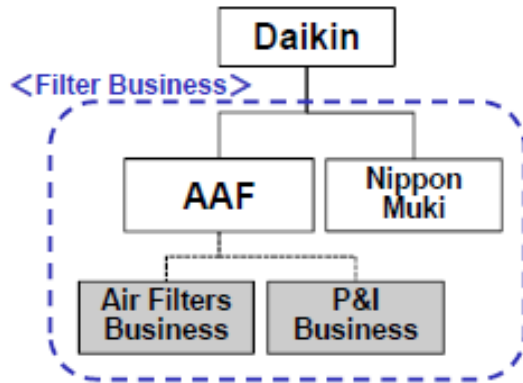 Daikin
<Filter Business>
AAF
Nippon
Muki
Air Filters
Business
P&I
Business